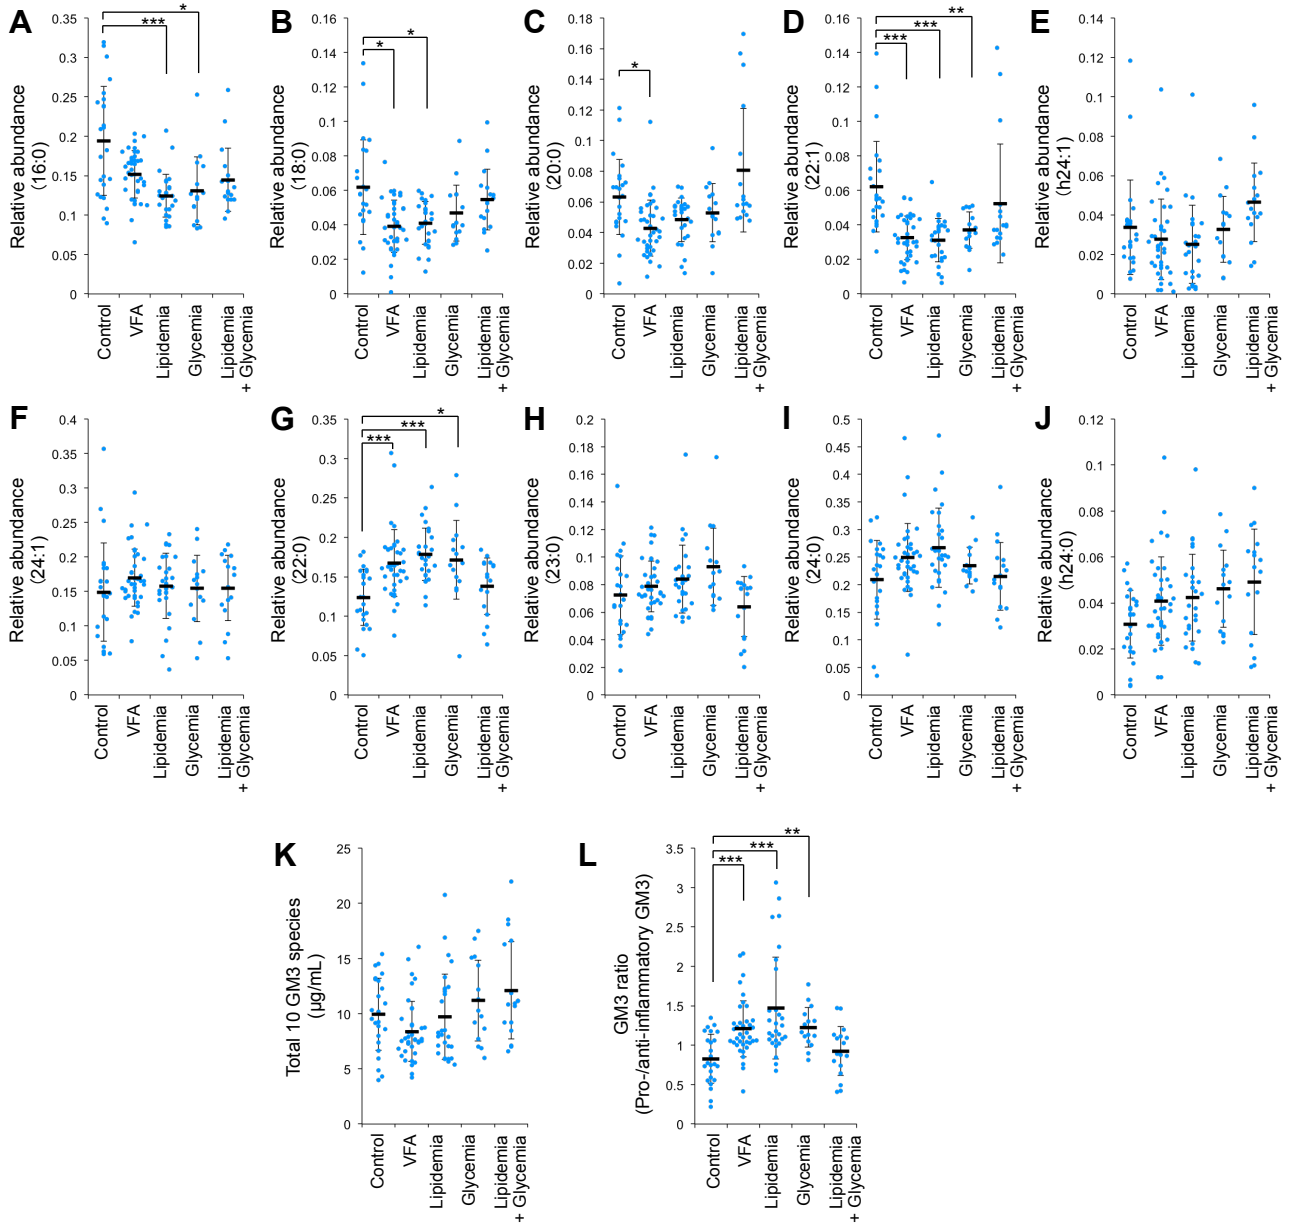 A
Relative abundance
(16:0)
0.35
0.3
0.25
0.2
0.15
0.1
0.05
0
***
*
Control
VFA
Lipidemia
Glycemia
Lipidemia
+ Glycemia
B
Relative abundance
(18:0)
0.16
0.14
0.12
0.1
0.08
0.06
0.04
0.02
0
*
*
Control
VFA
Lipidemia
Glycemia
Lipidemia
+ Glycemia
C
Relative abundance
(20:0)
0.18
0.16
0.14
0.12
0.1
0.08
0.06
0.04
0.02
0
*
Control
VFA
Lipidemia
Glycemia
Lipidemia
+ Glycemia
D
Relative abundance
(22:1)
0.16
0.14
0.12
0.1
0.08
0.06
0.04
0.02
0
**
***
***
Control
VFA
Lipidemia
Glycemia
Lipidemia
+ Glycemia
E
Relative abundance
(h24:1)
0.14
0.12
0.1
0.08
0.06
0.04
0.02
0
Control
VFA
Lipidemia
Glycemia
Lipidemia
+ Glycemia
F
Relative abundance
(24:1)
0.4
0.35
0.3
0.25
0.2
0.15
0.1
0.05
0
Control
VFA
Lipidemia
Glycemia
Lipidemia
+ Glycemia
G
Relative abundance
(22:0)
0.35
0.3
0.25
0.2
0.15
0.1
0.05
0
*
***
***
Control
VFA
Lipidemia
Glycemia
Lipidemia
+ Glycemia
H
Relative abundance
(23:0)
0.2
0.18
0.16
0.14
0.12
0.1
0.08
0.06
0.04
0.02
0
Control
VFA
Lipidemia
Glycemia
Lipidemia
+ Glycemia
I
Relative abundance
(24:0)
0.5
0.45
0.4
0.35
0.3
0.25
0.2
0.15
0.1
0.05
0
Control
VFA
Lipidemia
Glycemia
Lipidemia
+ Glycemia
J
Relative abundance
(h24:0)
0.12
0.1
0.08
0.06
0.04
0.02
0
Control
VFA
Lipidemia
Glycemia
Lipidemia
+ Glycemia
K
Total 10 GM3 species
(µg/mL)
25
20
15
10
5
0
Control
VFA
Lipidemia
Glycemia
Lipidemia
+ Glycemia
L
GM3 ratio
(Pro-/anti-inflammatory GM3)
3.5
3
2.5
2
1.5
1
0.5
0
**
***
***
Control
VFA
Lipidemia
Glycemia
Lipidemia
+ Glycemia